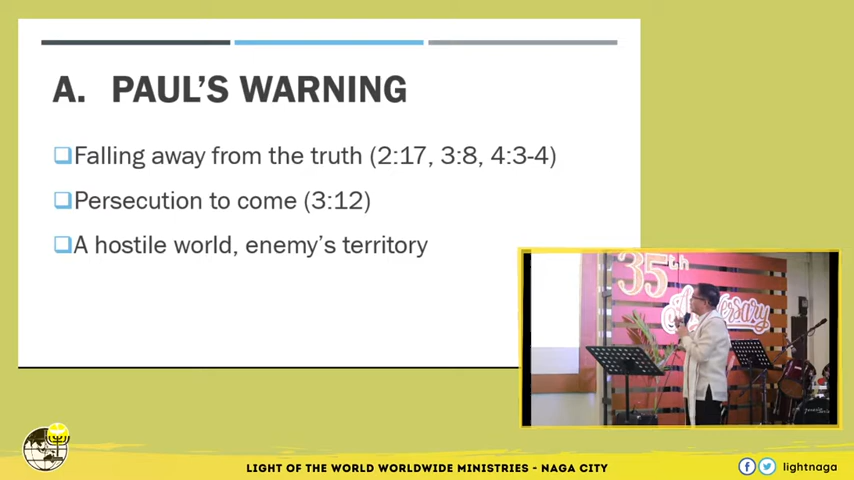 A. PAUL'S WARNING
❑Falling away from the truth (2:17, 3:8, 4:3-4)
❑Persecution to come (3:12)
❑A hostile world, enemy's territory
35th
Anniversary
LIGHT OF THE WORLD WORLDWIDE MINISTRIES - NAGA CITY
lightnaga